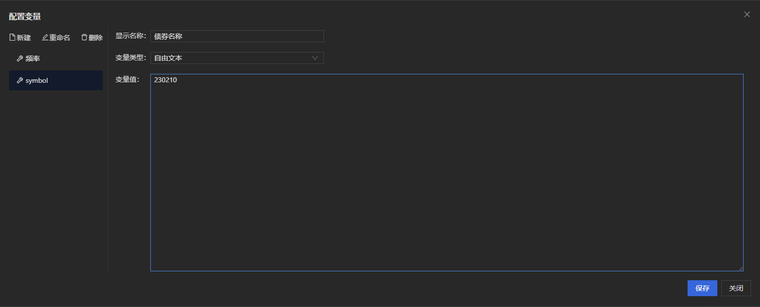 配置变量
新建 重命名 删除
频率
symbol
显示名称: 债券名称
变量类型: 自由文本
变量值: 230210
保存 关闭